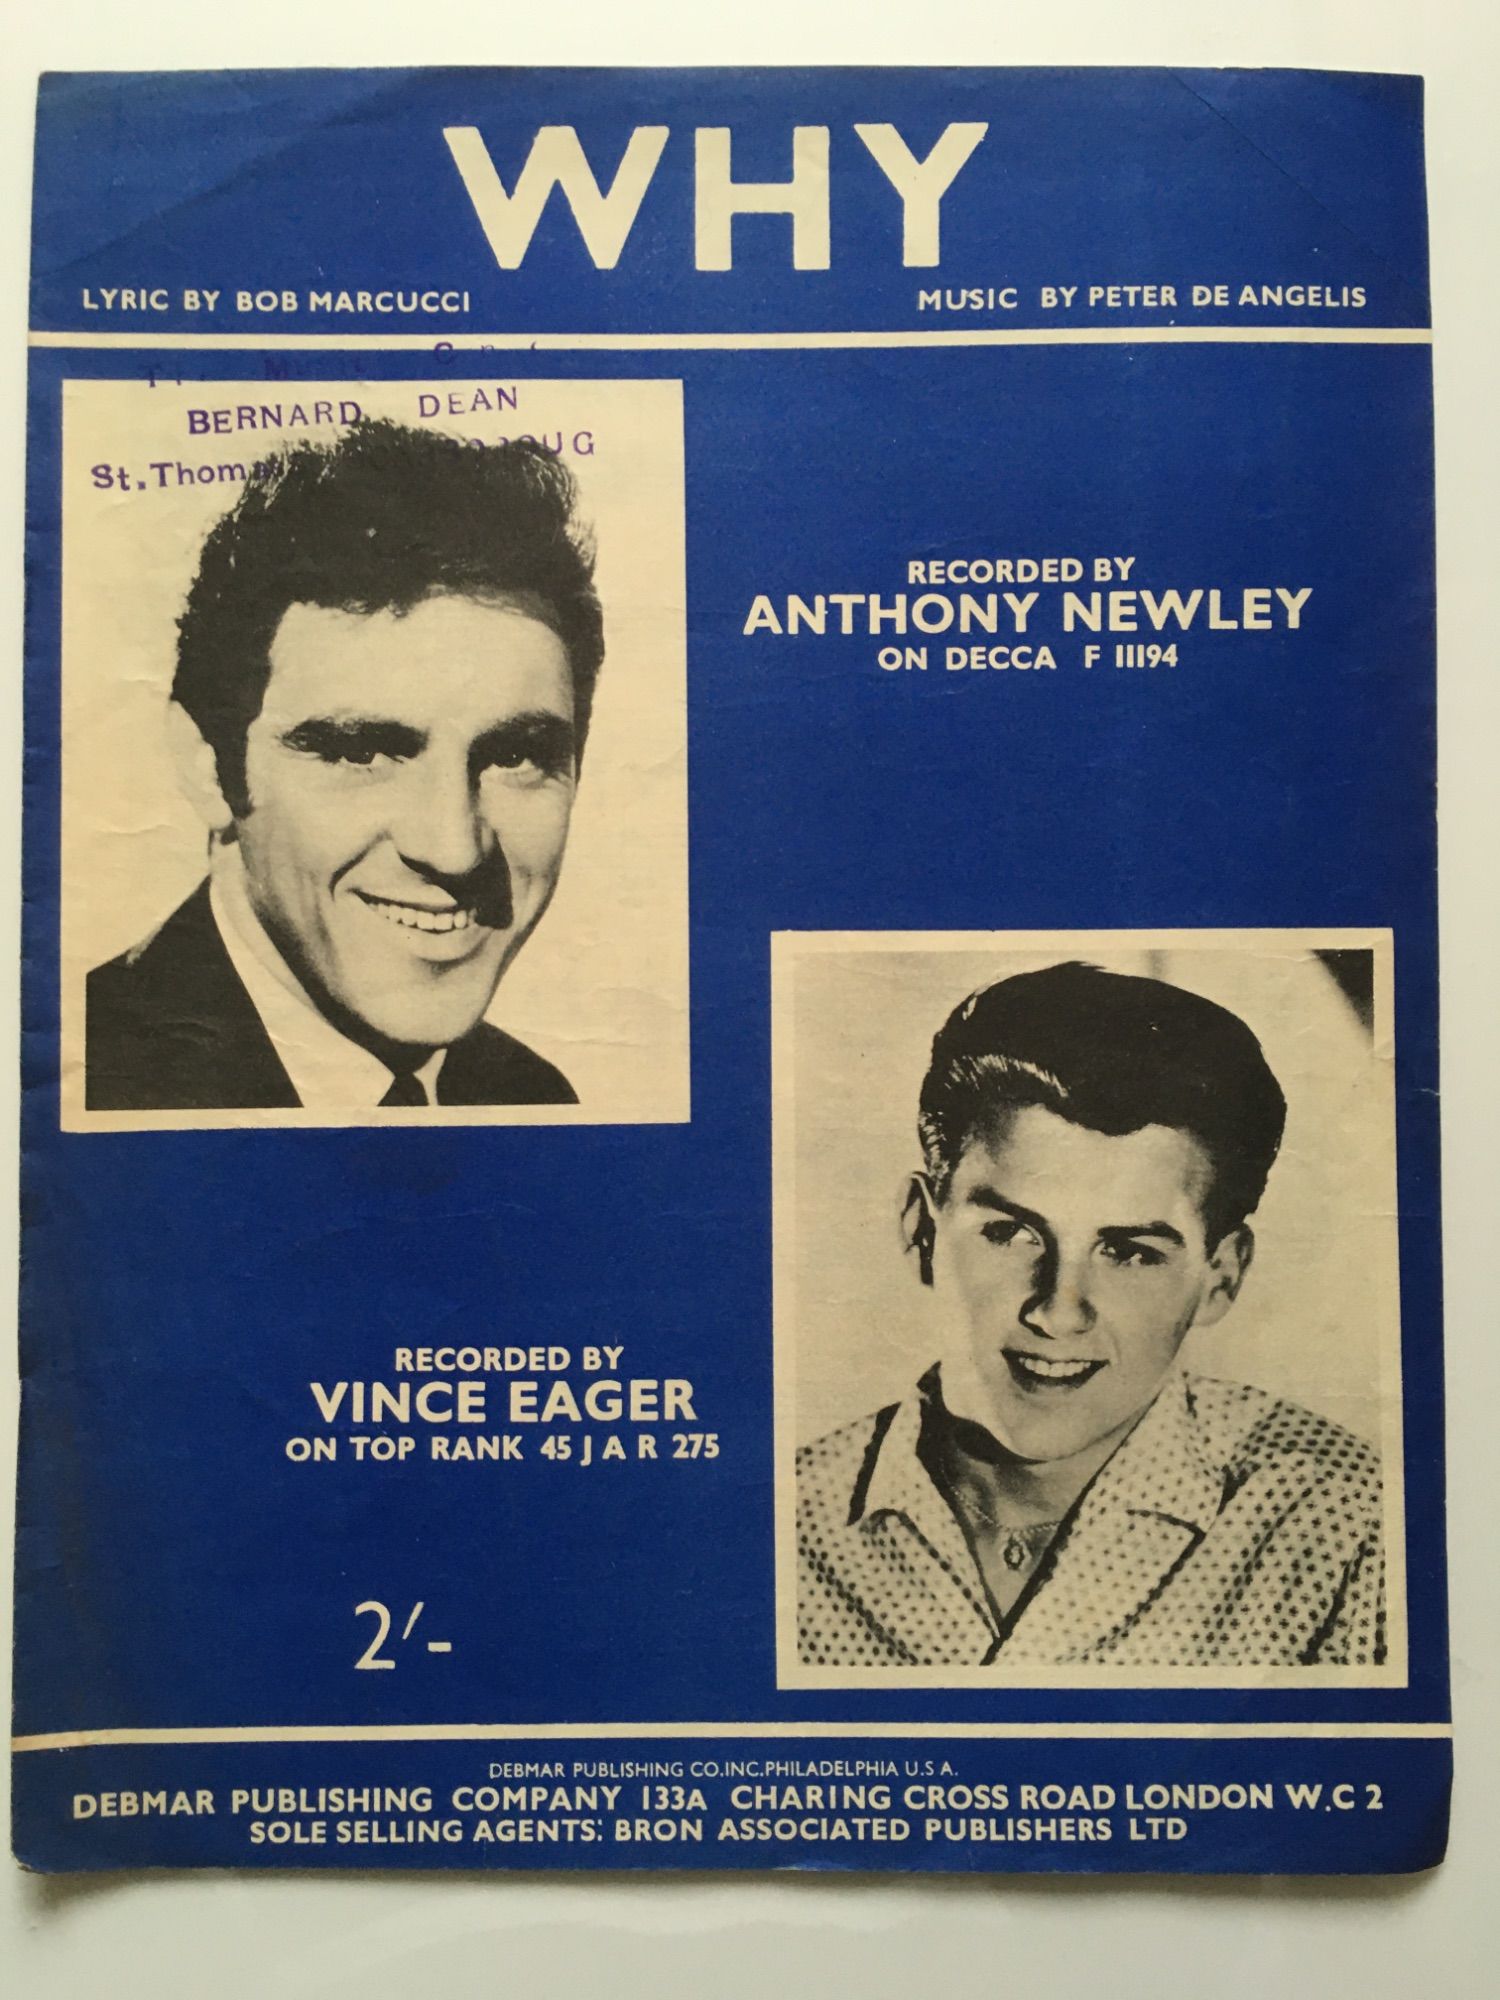 WHY
LYRIC BY BOB MARCUCCI
MUSIC BY PETER DE ANGELIS
BERNARD DEAN
St.Thomas
RECORDED BY
ANTHONY NEWLEY
ON DECCA F 11194
RECORDED BY
VINCE EAGER
ON TOP RANK 45 J A R 275
2/-
DEBMAR PUBLISHING CO.INC.PHILADELPHIA U.S A.
DEBMAR PUBLISHING COMPANY 133A CHARING CROSS ROAD LONDON W.C 2
SOLE SELLING AGENTS: BRON ASSOCIATED PUBLISHERS LTD